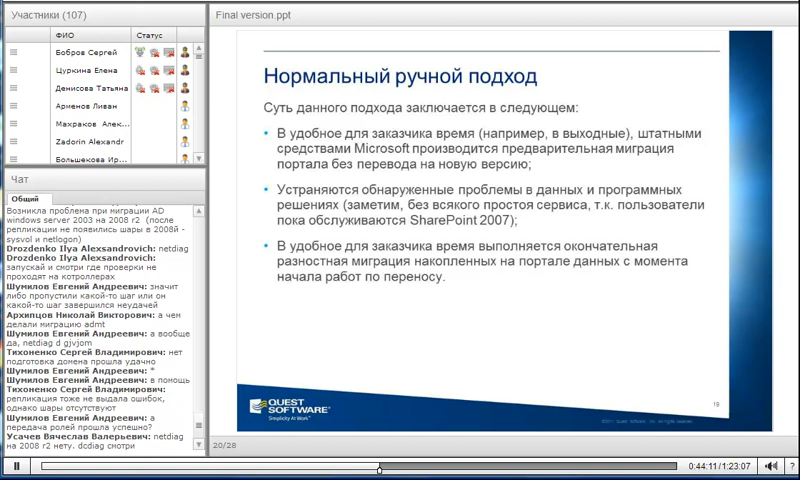 Участники (107)
ФИО Статус
Бобров Сергей
Цуркина Елена
Денисова Татьяна
Арменов Ливан
Махраков Алек...
Zadorin Alexandr
Большекова Ир...
Чат
Общий
Возникла проблема при миграции AD
windows server 2003 на 2008 r2 (после
репликации не появились шары в 2008й -
sysvol и netlogon)
Drozdenko Ilya Alexsandrovich: netdiag
Drozdenko Ilya Alexsandrovich:
запускай и смотри где проверки не
проходят на котроллерах
Шумилов Евгений Андреевич: значит
либо пропустили какой-то шаг или он
какой-то шаг завершился неудачей
Архипцов Николай Викторович: а чем
делали миграцию admt
Шумилов Евгений Андреевич: а вообще
да, netdiag d gjvjom
Тихоненко Сергей Владимирович: нет
подготовка домена прошла удачно
Шумилов Евгений Андреевич: *
Шумилов Евгений Андреевич: в помощь
Тихоненко Сергей Владимирович:
репликация тоже не выдала ошибок,
однако шары отсутствуют
Шумилов Евгений Андреевич: а
передача ролей прошла успешно?
Усачев Вячеслав Валерьевич: netdiag
на 2008 r2 нету. dcdiag смотри
Final version.ppt
Нормальный ручной подход
Суть данного подхода заключается в следующем:
• В удобное для заказчика время (например, в выходные), штатными
средствами Microsoft производится предварительная миграция
портала без перевода на новую версию;
• Устраняются обнаруженные проблемы в данных и программных
решениях (заметим, без всякого простоя сервиса, т.к. пользователи
пока обслуживаются SharePoint 2007);
• В удобное для заказчика время выполняется окончательная
разностная миграция накопленных на портале данных с момента
начала работ по переносу.
QUEST
SOFTWARE®
Simplicity At Work™
19
20/28
0:44:11/1:23:07
?